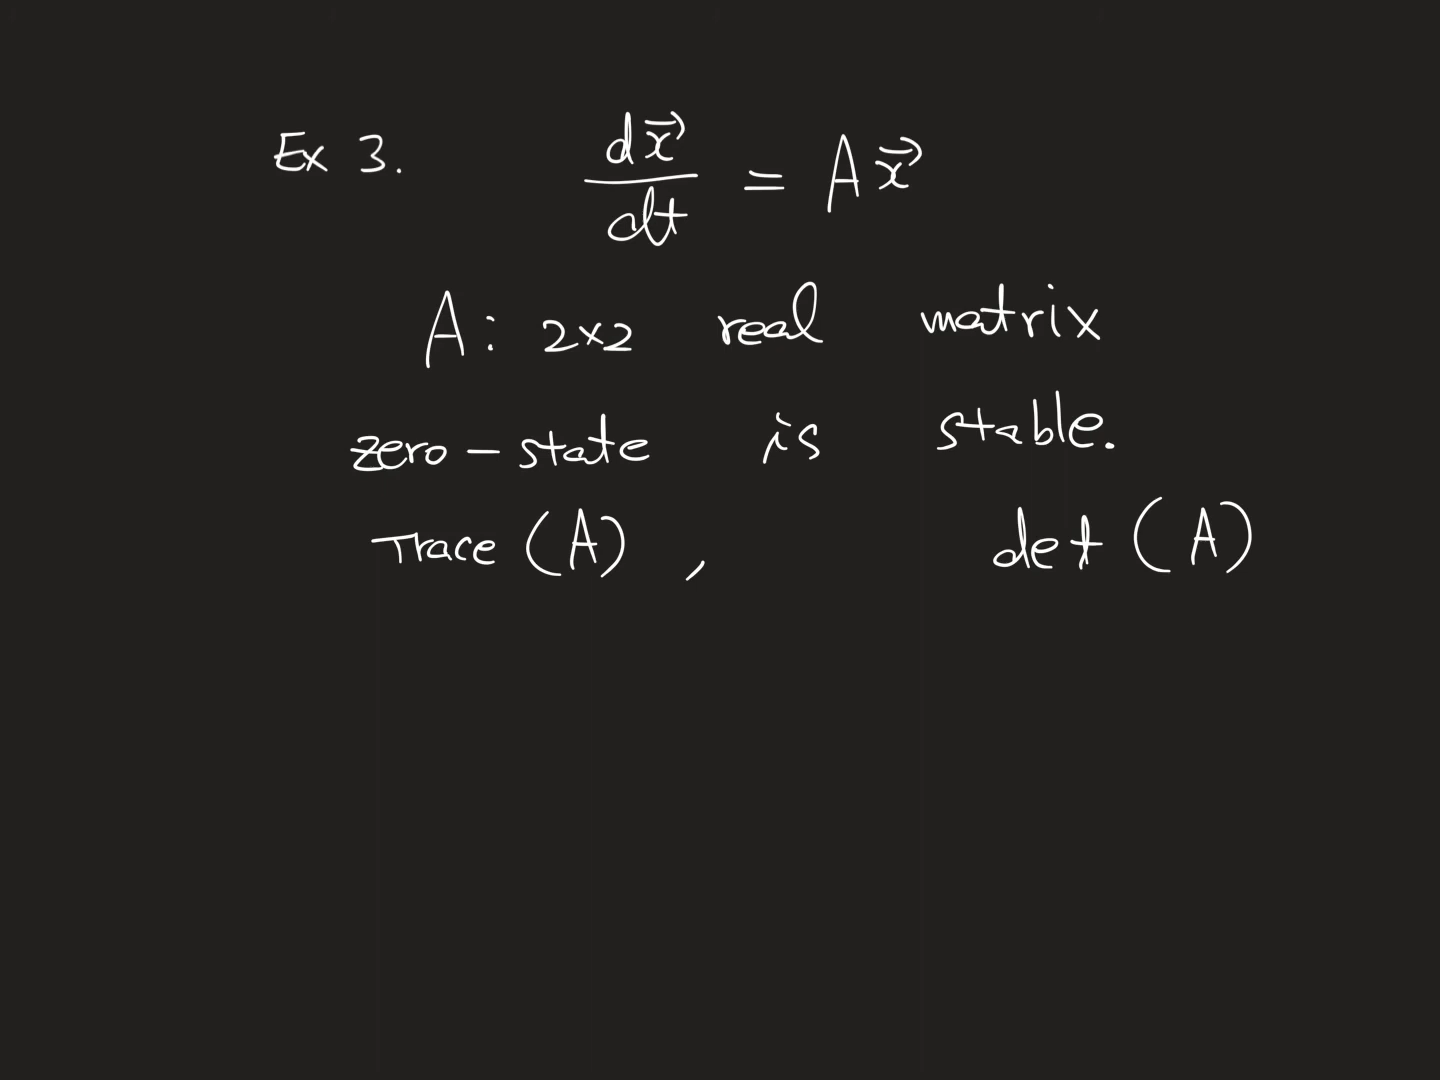 Ex 3. dx⃗/dt = Ax⃗
A: 2×2 real matrix
zero-state is stable.
Trace (A), det (A)